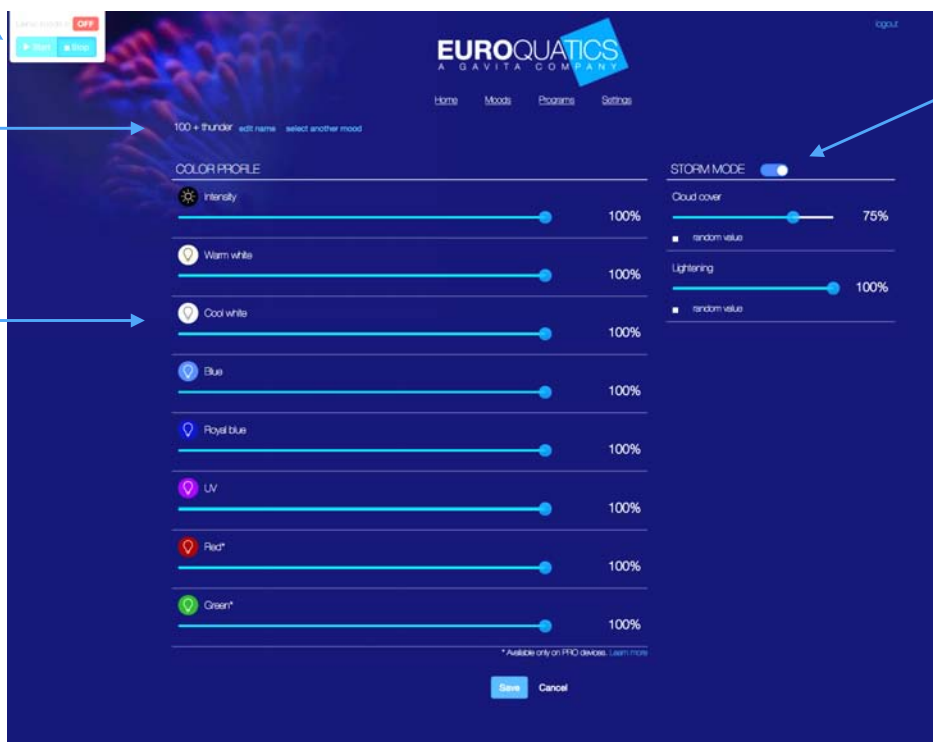 OFF
Start Stop
logout
EUROQUATICS
A GAVITA COMPANY
Home Moods Programs Settings
100 + thunder edit name select another mood
COLOR PROFILE
Intensity
100%
Warm white
100%
Cool white
100%
Blue
100%
Royal blue
100%
UV
100%
Red*
100%
Green*
100%
* Available only on PRO devices. Learn more
STORM MODE
Cloud cover
75%
random value
Lightening
100%
random value
Save Cancel